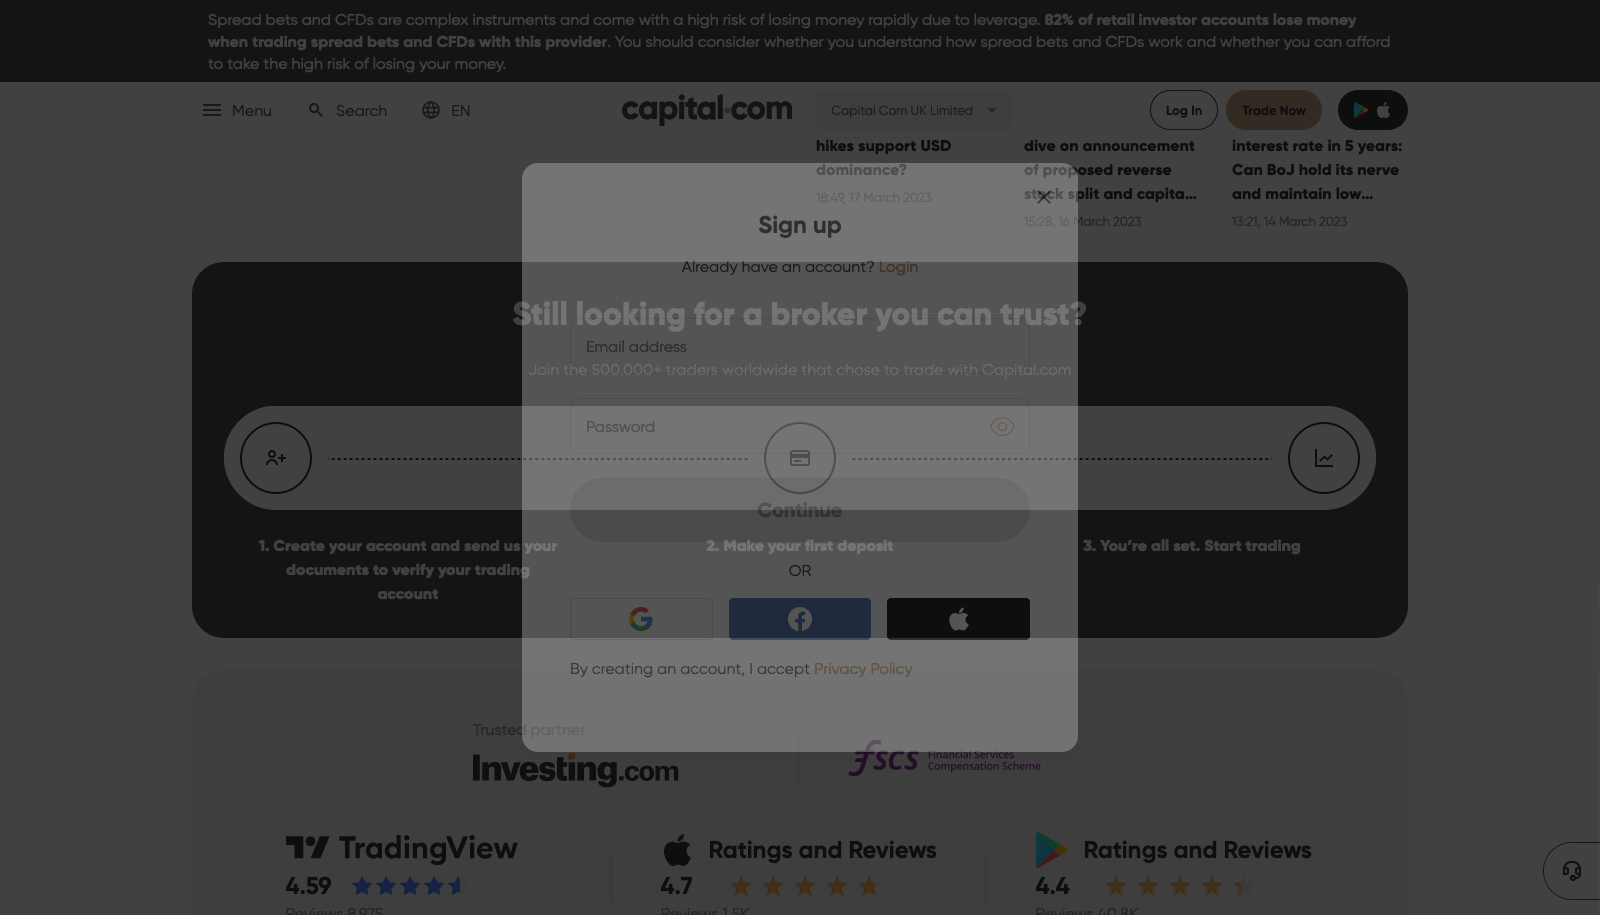 Spread bets and CFDs are complex instruments and come with a high risk of losing money rapidly due to leverage. 82% of retail investor accounts lose money
when trading spread bets and CFDs with this provider. You should consider whether you understand how spread bets and CFDs work and whether you can afford
to take the high risk of losing your money.
Menu
Search
EN
capital.com
Capital Com UK Limited
Log In
Trade Now
hikes support USD
dominance?
18:49, 17 March 2023
dive on announcement
of proposed reverse
stock split and capita...
15:28, 16 March 2023
interest rate in 5 years:
Can BoJ hold its nerve
and maintain low...
13:21, 14 March 2023
Sign up
Already have an account? Login
Still looking for a broker you can trust?
Email address
Join the 500.000+ traders worldwide that chose to trade with Capital.com
Password
Continue
1. Create your account and send us your
documents to verify your trading
account
2. Make your first deposit
3. You're all set. Start trading
OR
By creating an account, I accept Privacy Policy
Trusted partner
Investing.com
fscs
Financial Services
Compensation Scheme
TradingView
4.59
Reviews 8,975
Ratings and Reviews
4.7
Reviews 1.5K
Ratings and Reviews
4.4
Reviews 40.8K